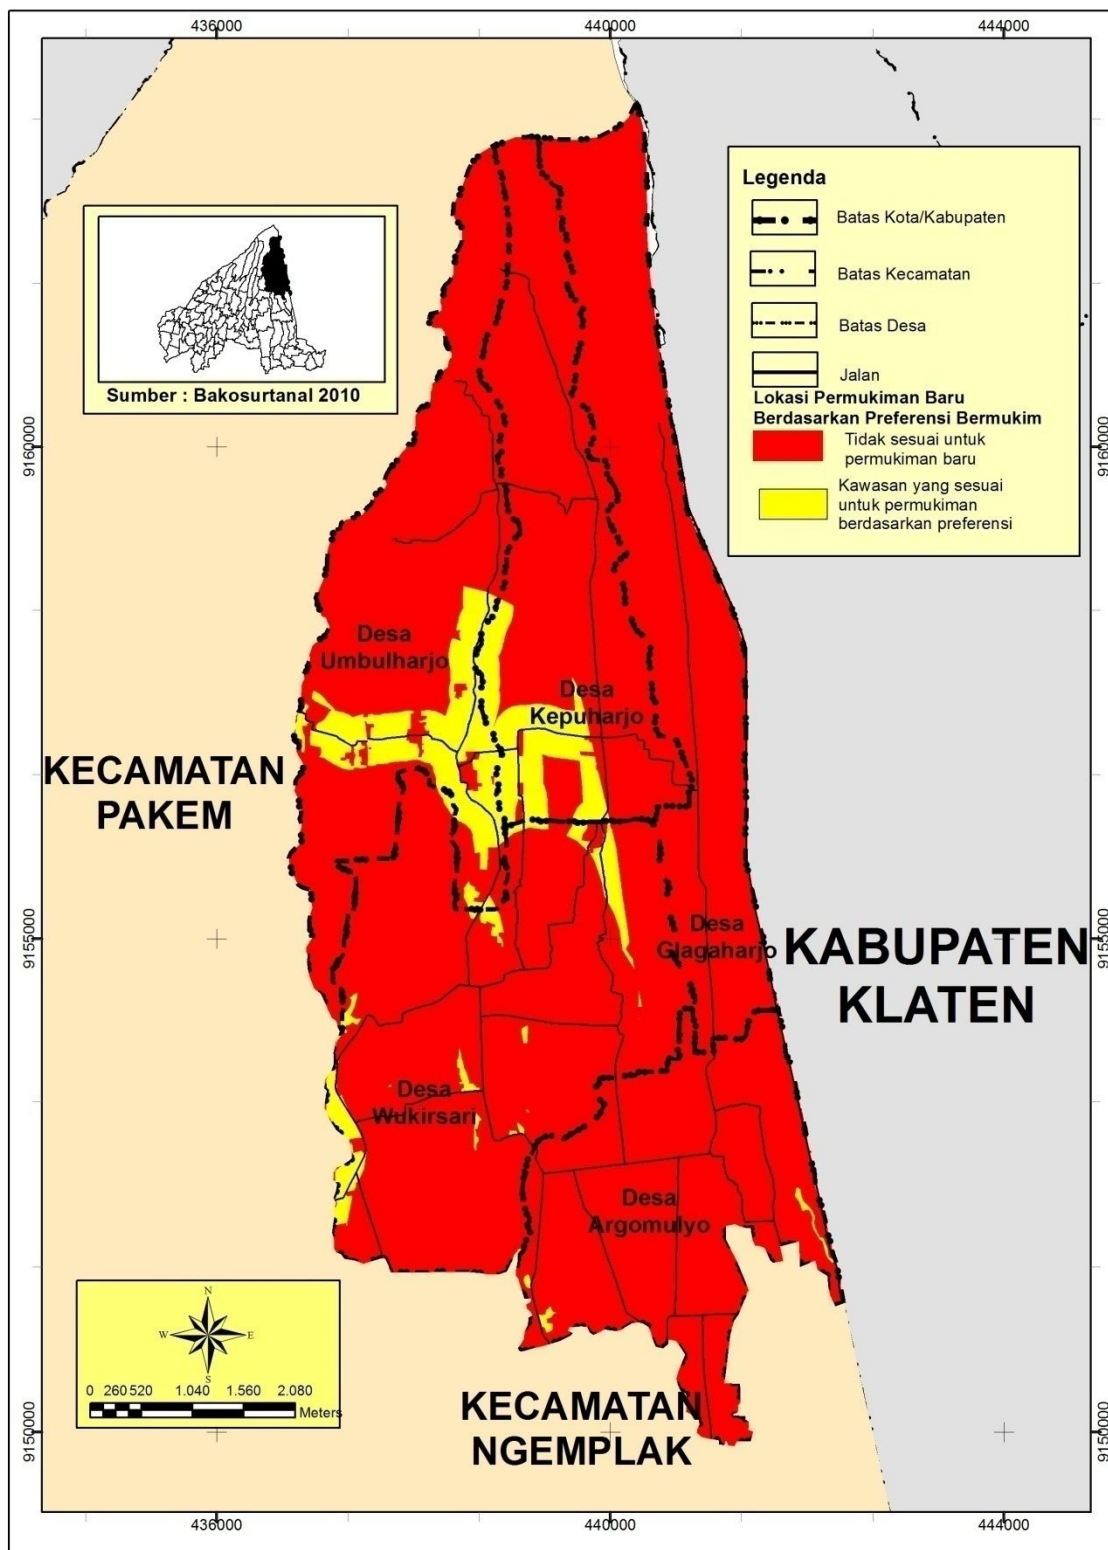 436000
440000
444000
Legenda
Batas Kota/Kabupaten
Batas Kecamatan
Batas Desa
Jalan
Lokasi Permukiman Baru
Berdasarkan Preferensi Bermukim
Tidak sesuai untuk
permukiman baru
Kawasan yang sesuai
untuk permukiman
berdasarkan preferensi
Sumber : Bakosurtanal 2010
9160000
9160000
Desa
Umbulharjo
Desa
Kepuharjo
KECAMATAN
PAKEM
9155000
9155000
Desa
Glagaharjo
KABUPATEN
KLATEN
Desa
Wukirsari
Desa
Argomulyo
N
W
E
S
0 260 520 1.040 1.560 2.080
Meters
KECAMATAN
NGEMPLAK
9150000
9150000
436000
440000
444000